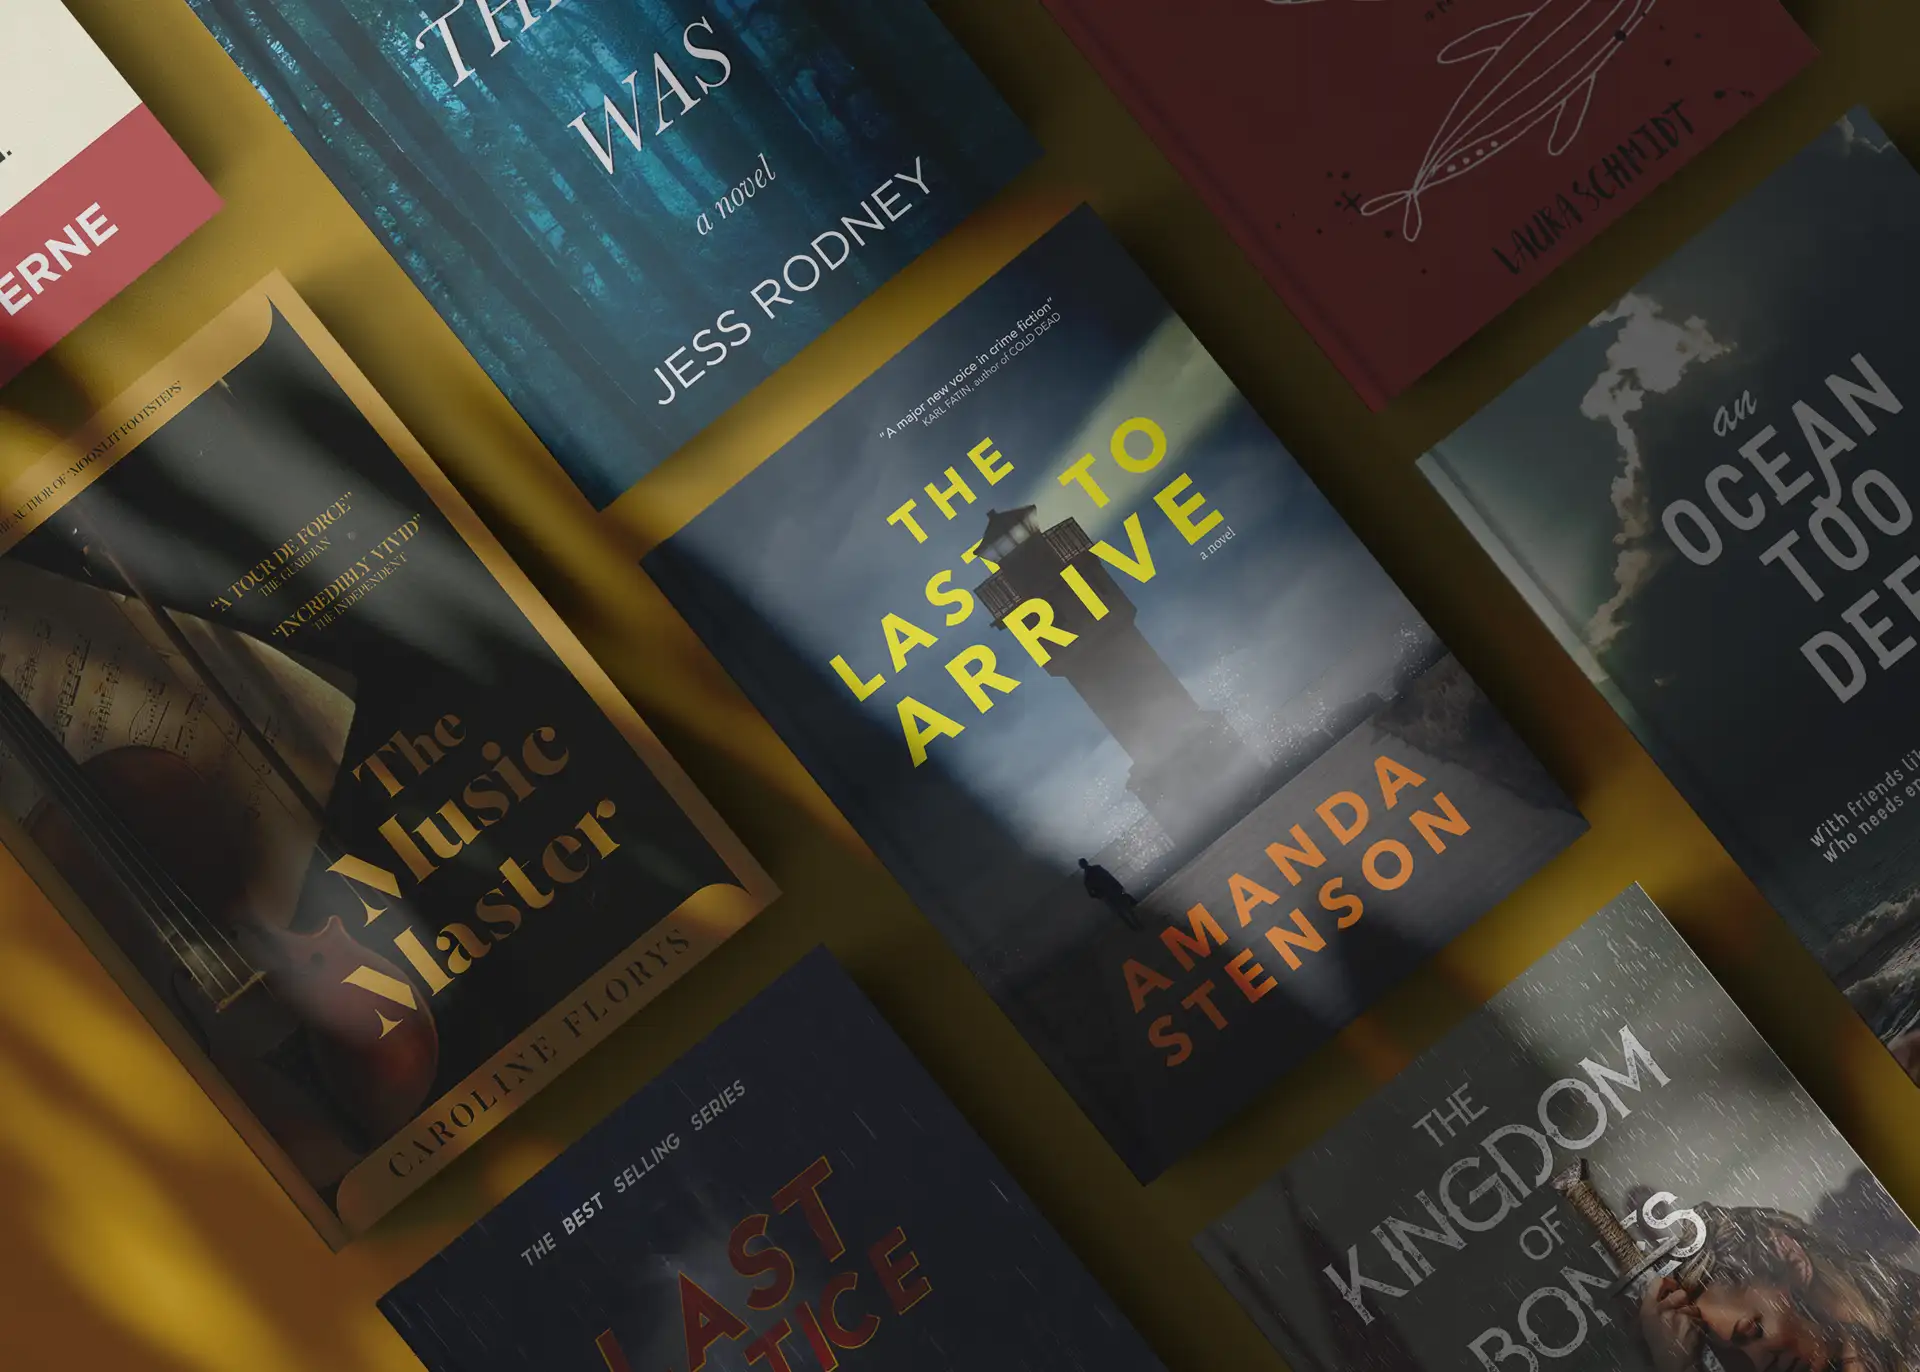 ERNE
WAS
a novel
JESS RODNEY
LAURA SCHMIDT
THE AUTHOR OF 'MOONLIT FOOTSTEPS'
"A TOUR DE FORCE"
THE GUARDIAN
"INCREDIBLY VIVID"
THE INDEPENDENT
The
Music
Master
CAROLINE FLORYS
"A major new voice in crime fiction"
KARL FATIN, author of COLD DEAD
THE
LAST TO
ARRIVE
a novel
AMANDA
STENSON
an
OCEAN
TOO
DEE
with friends
who needs
THE BEST SELLING SERIES
LAST
TICE
THE
KINGDOM
OF
BONES